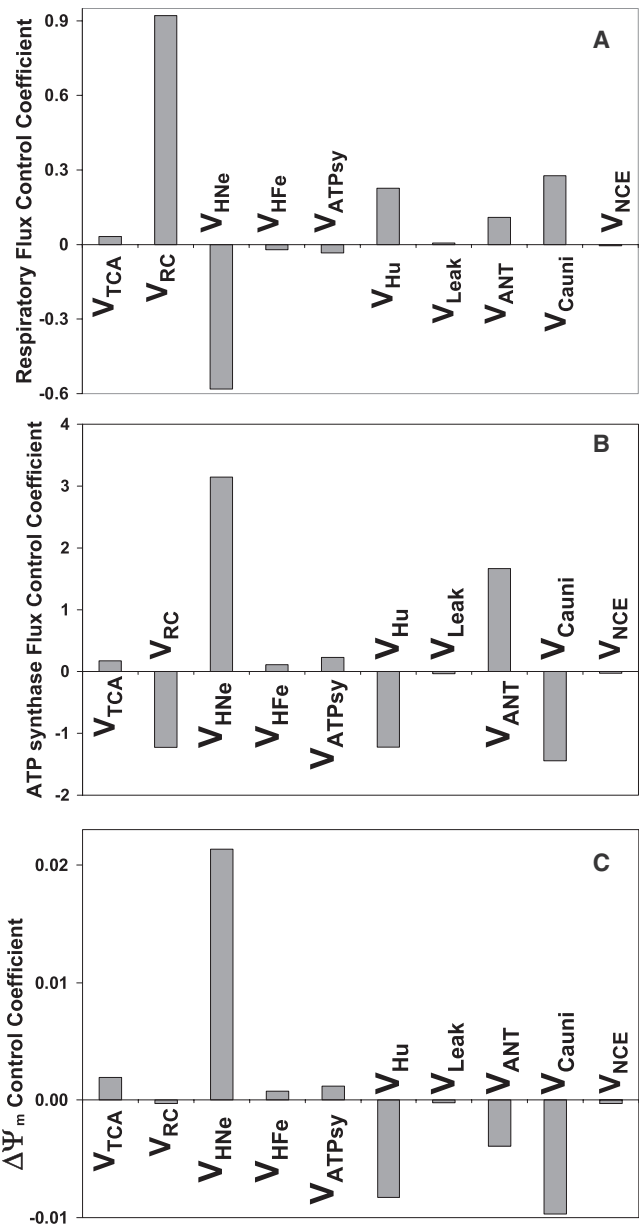 Respiratory Flux Control Coefficient
A
0.9
0.6
0.3
0
-0.3
-0.6
VTCA
VRC
VHNe
VHFe
VATPsy
VHu
VLeak
VANT
VCauni
VNCE
ATP synthase Flux Control Coefficient
B
4
3
2
1
0
-1
-2
VTCA
VRC
VHNe
VHFe
VATPsy
VHu
VLeak
VANT
VCauni
VNCE
ΔΨm Control Coefficient
C
0.02
0.01
0.00
-0.01
VTCA
VRC
VHNe
VHFe
VATPsy
VHu
VLeak
VANT
VCauni
VNCE